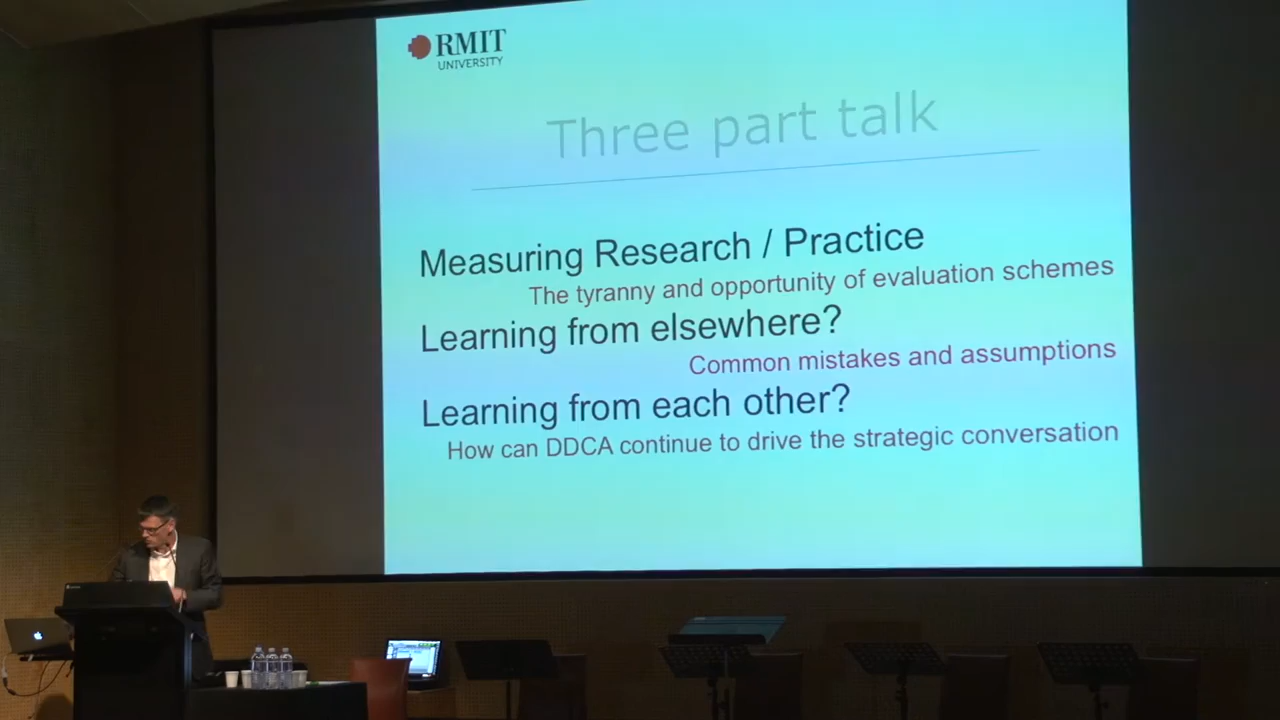 RMIT
UNIVERSITY
Three part talk
Measuring Research / Practice
The tyranny and opportunity of evaluation schemes
Learning from elsewhere?
Common mistakes and assumptions
Learning from each other?
How can DDCA continue to drive the strategic conversation